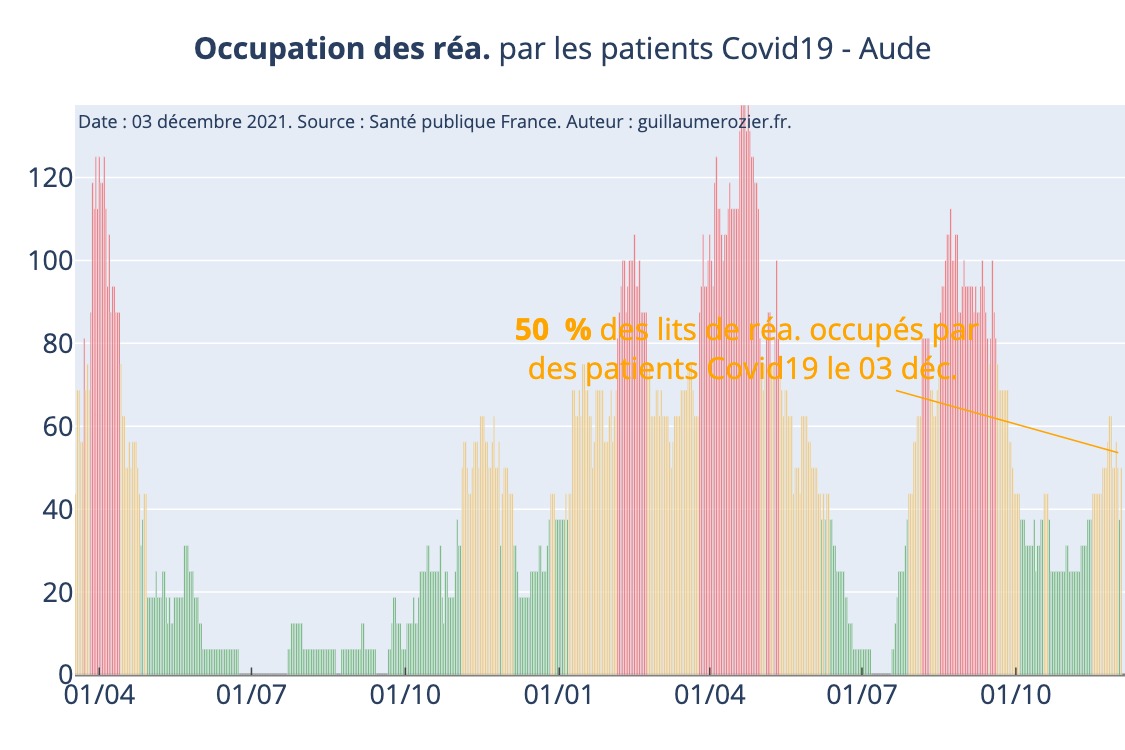 Occupation des réa. par les patients Covid19 - Aude
Date : 03 décembre 2021. Source : Santé publique France. Auteur : guillaumerozier.fr.
120
100
80
60
40
20
0
50 % des lits de réa. occupés par
des patients Covid19 le 03 déc.
01/04 01/07 01/10 01/01 01/04 01/07 01/10